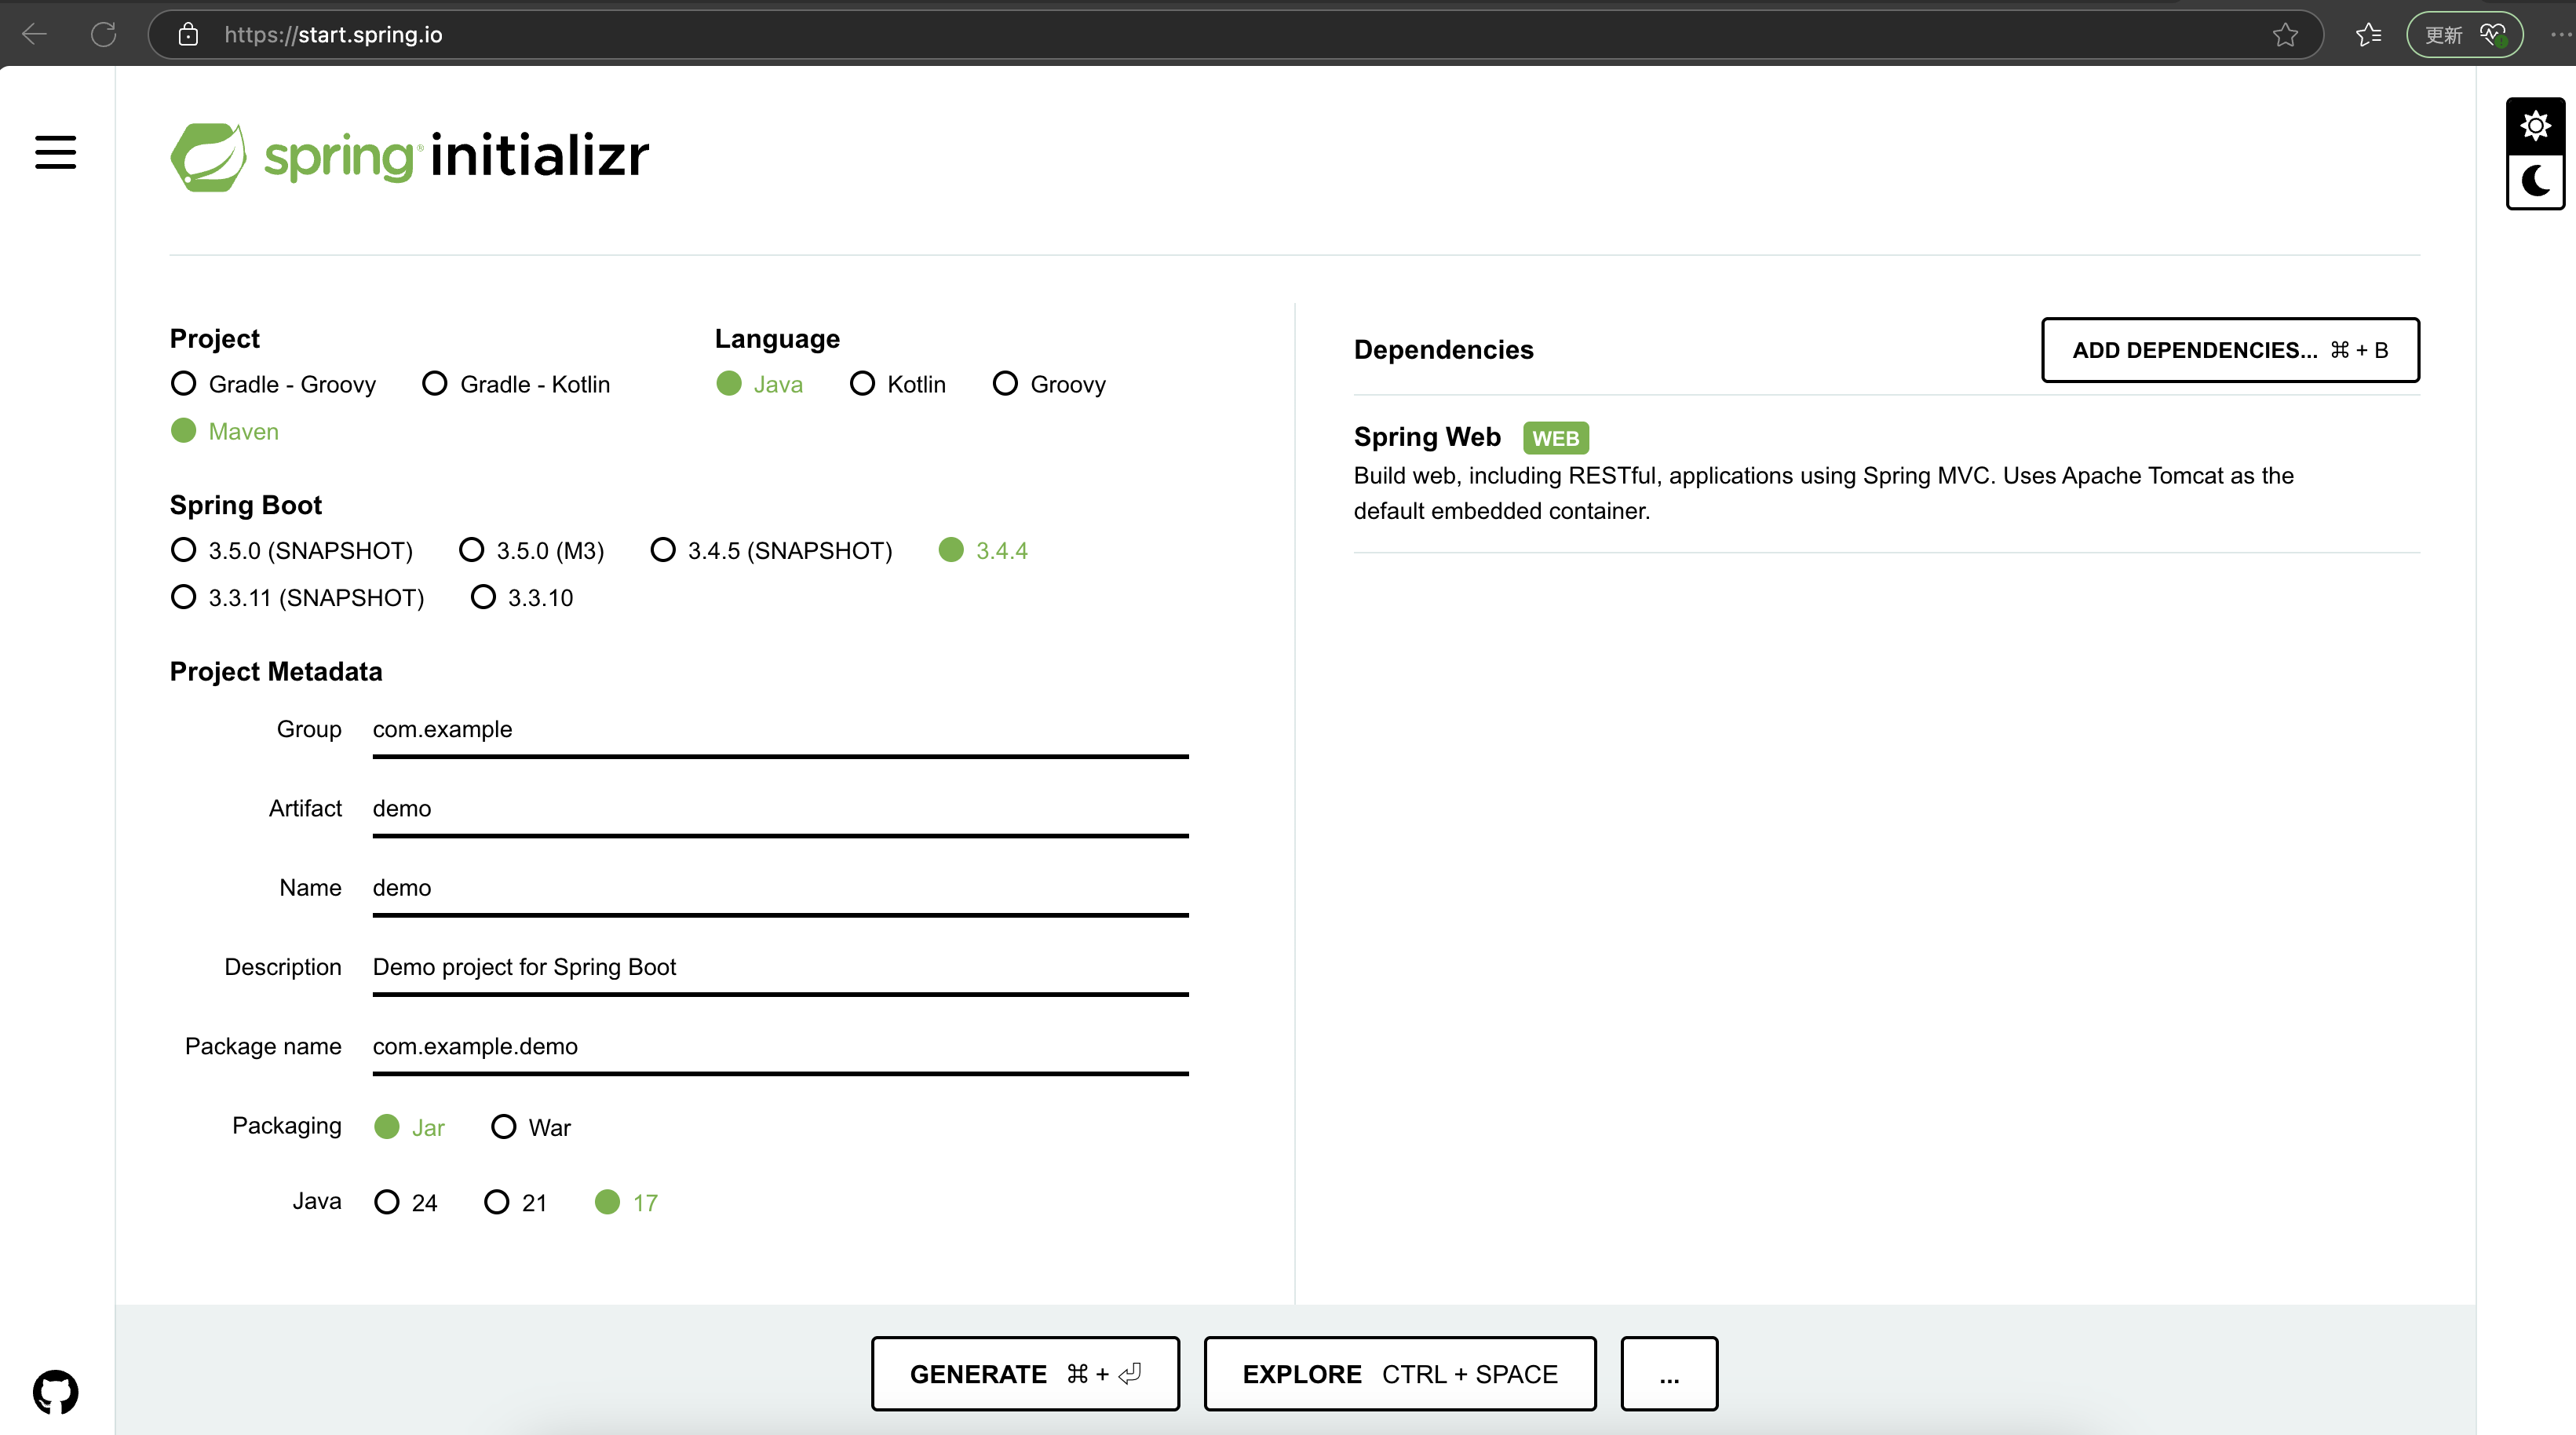 https://start.spring.io
更新
spring initializr
Project
Gradle - Groovy
Gradle - Kotlin
Maven
Language
Java
Kotlin
Groovy
Spring Boot
3.5.0 (SNAPSHOT)
3.5.0 (M3)
3.4.5 (SNAPSHOT)
3.4.4
3.3.11 (SNAPSHOT)
3.3.10
Project Metadata
Group com.example
Artifact demo
Name demo
Description Demo project for Spring Boot
Package name com.example.demo
Packaging Jar War
Java 24 21 17
Dependencies
ADD DEPENDENCIES... ⌘ + B
Spring Web WEB
Build web, including RESTful, applications using Spring MVC. Uses Apache Tomcat as the
default embedded container.
GENERATE ⌘ + ⏎
EXPLORE CTRL + SPACE
...